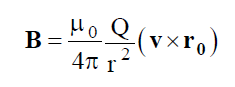 B = μ₀/4π Q/r² (v × r₀)